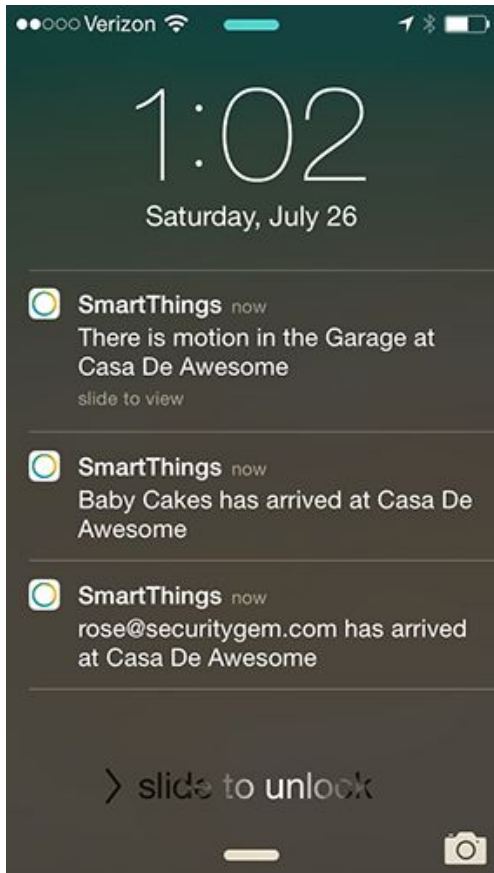 Verizon
1:02
Saturday, July 26
SmartThings now
There is motion in the Garage at
Casa De Awesome
slide to view
SmartThings now
Baby Cakes has arrived at Casa De
Awesome
SmartThings now
rose@securitygem.com has arrived
at Casa De Awesome
slide to unlock